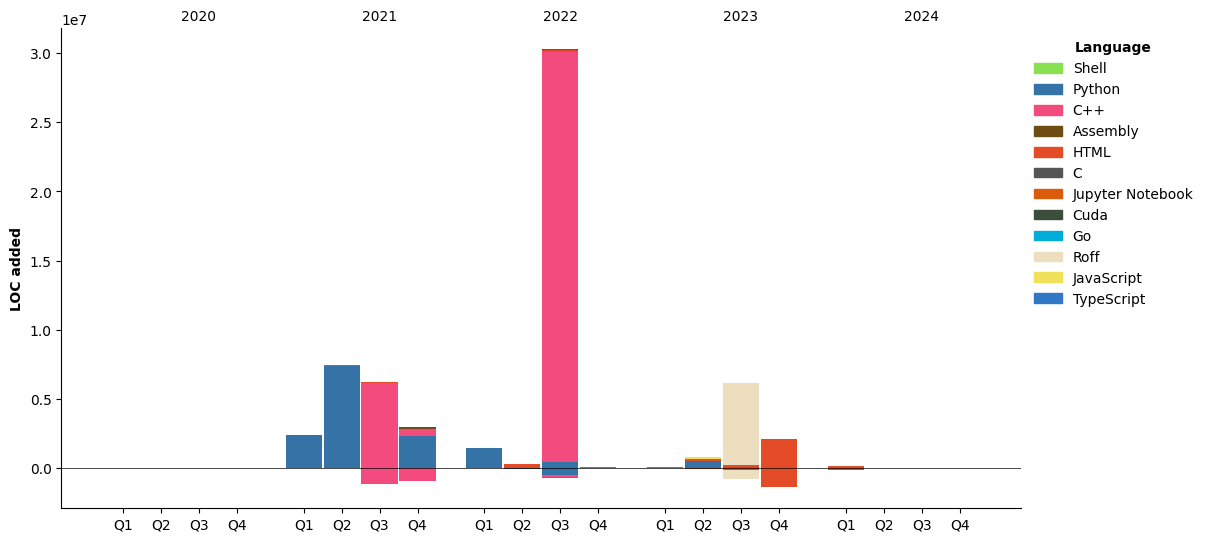 1e7
2020 2021 2022 2023 2024
3.0
2.5
2.0
1.5
1.0
0.5
0.0
LOC added
Q1 Q2 Q3 Q4 Q1 Q2 Q3 Q4 Q1 Q2 Q3 Q4 Q1 Q2 Q3 Q4 Q1 Q2 Q3 Q4
Language
Shell
Python
C++
Assembly
HTML
C
Jupyter Notebook
Cuda
Go
Roff
JavaScript
TypeScript